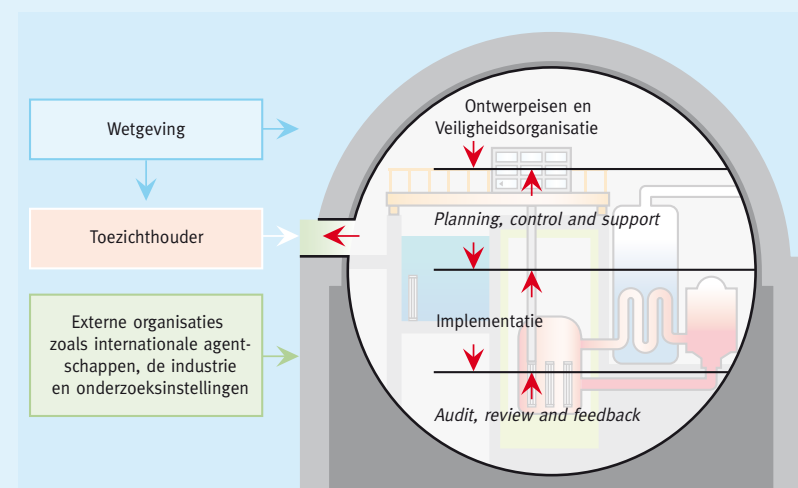 Wetgeving
Toezichthouder
Externe organisaties
zoals internationale agent-
schappen, de industrie
en onderzoeksinstellingen
Ontwerpeisen en
Veiligheidsorganisatie
Planning, control and support
Implementatie
Audit, review and feedback